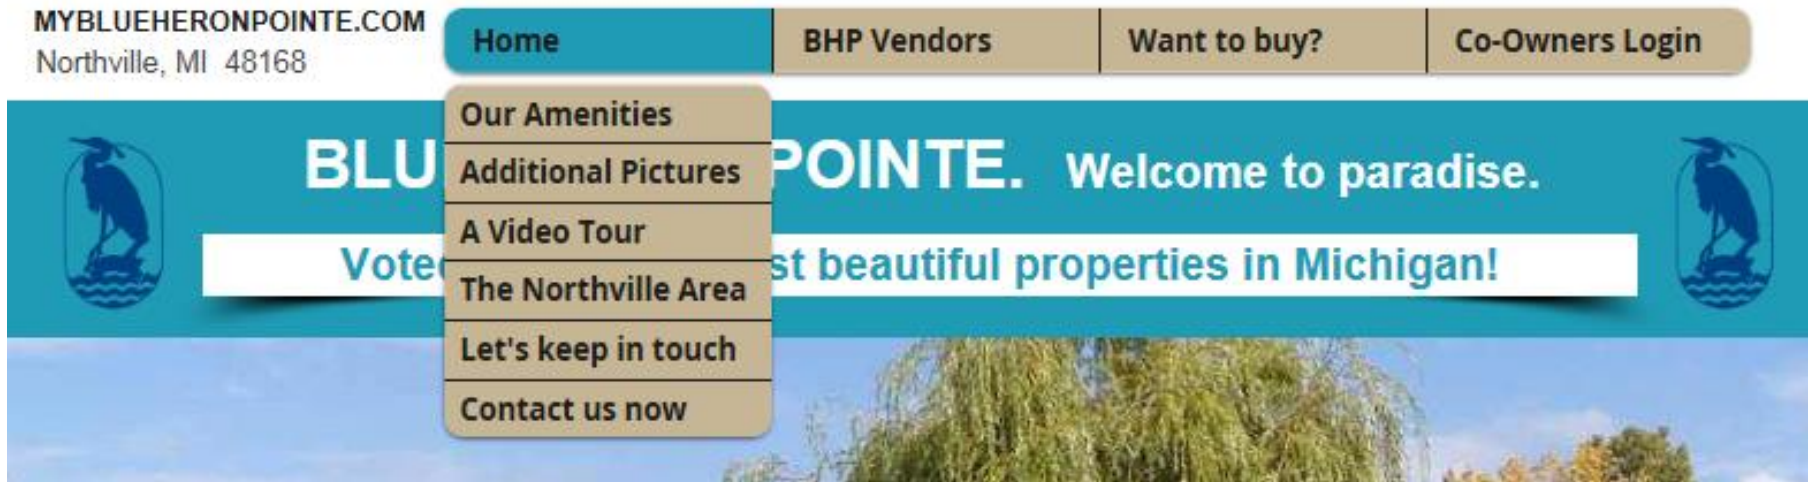 MYBLUEHERONPOINTE.COM
Northville, MI 48168
Home
BHP Vendors
Want to buy?
Co-Owners Login
Our Amenities
Additional Pictures
A Video Tour
The Northville Area
Let's keep in touch
Contact us now
BLU POINTE. Welcome to paradise.
Vote st beautiful properties in Michigan!